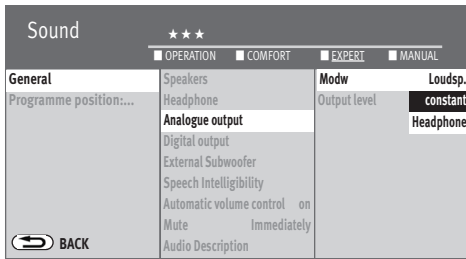 Sound
★★★
OPERATION COMFORT EXPERT MANUAL
General
Programme position:...
BACK
Speakers
Headphone
Analogue output
Digital output
External Subwoofer
Speech Intelligibility
Automatic volume control on
Mute Immediately
Audio Description
Modw Loudsp.
Output level constant
Headphone